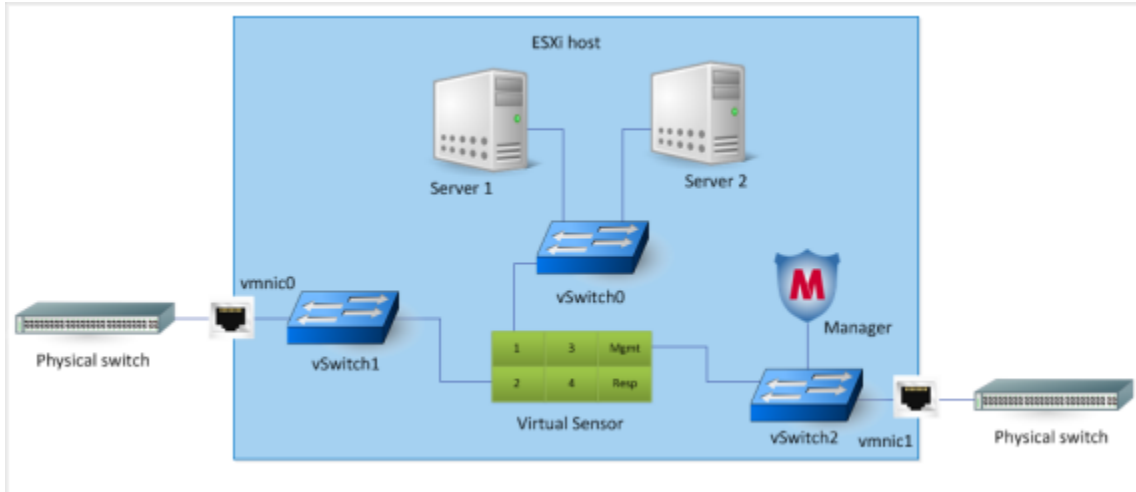 ESXi host
Server 1
Server 2
vmnic0
vSwitch0
M
Manager
Physical switch
vSwitch1
1 3 Mgmt
2 4 Resp
Virtual Sensor
vSwitch2
vmnic1
Physical switch